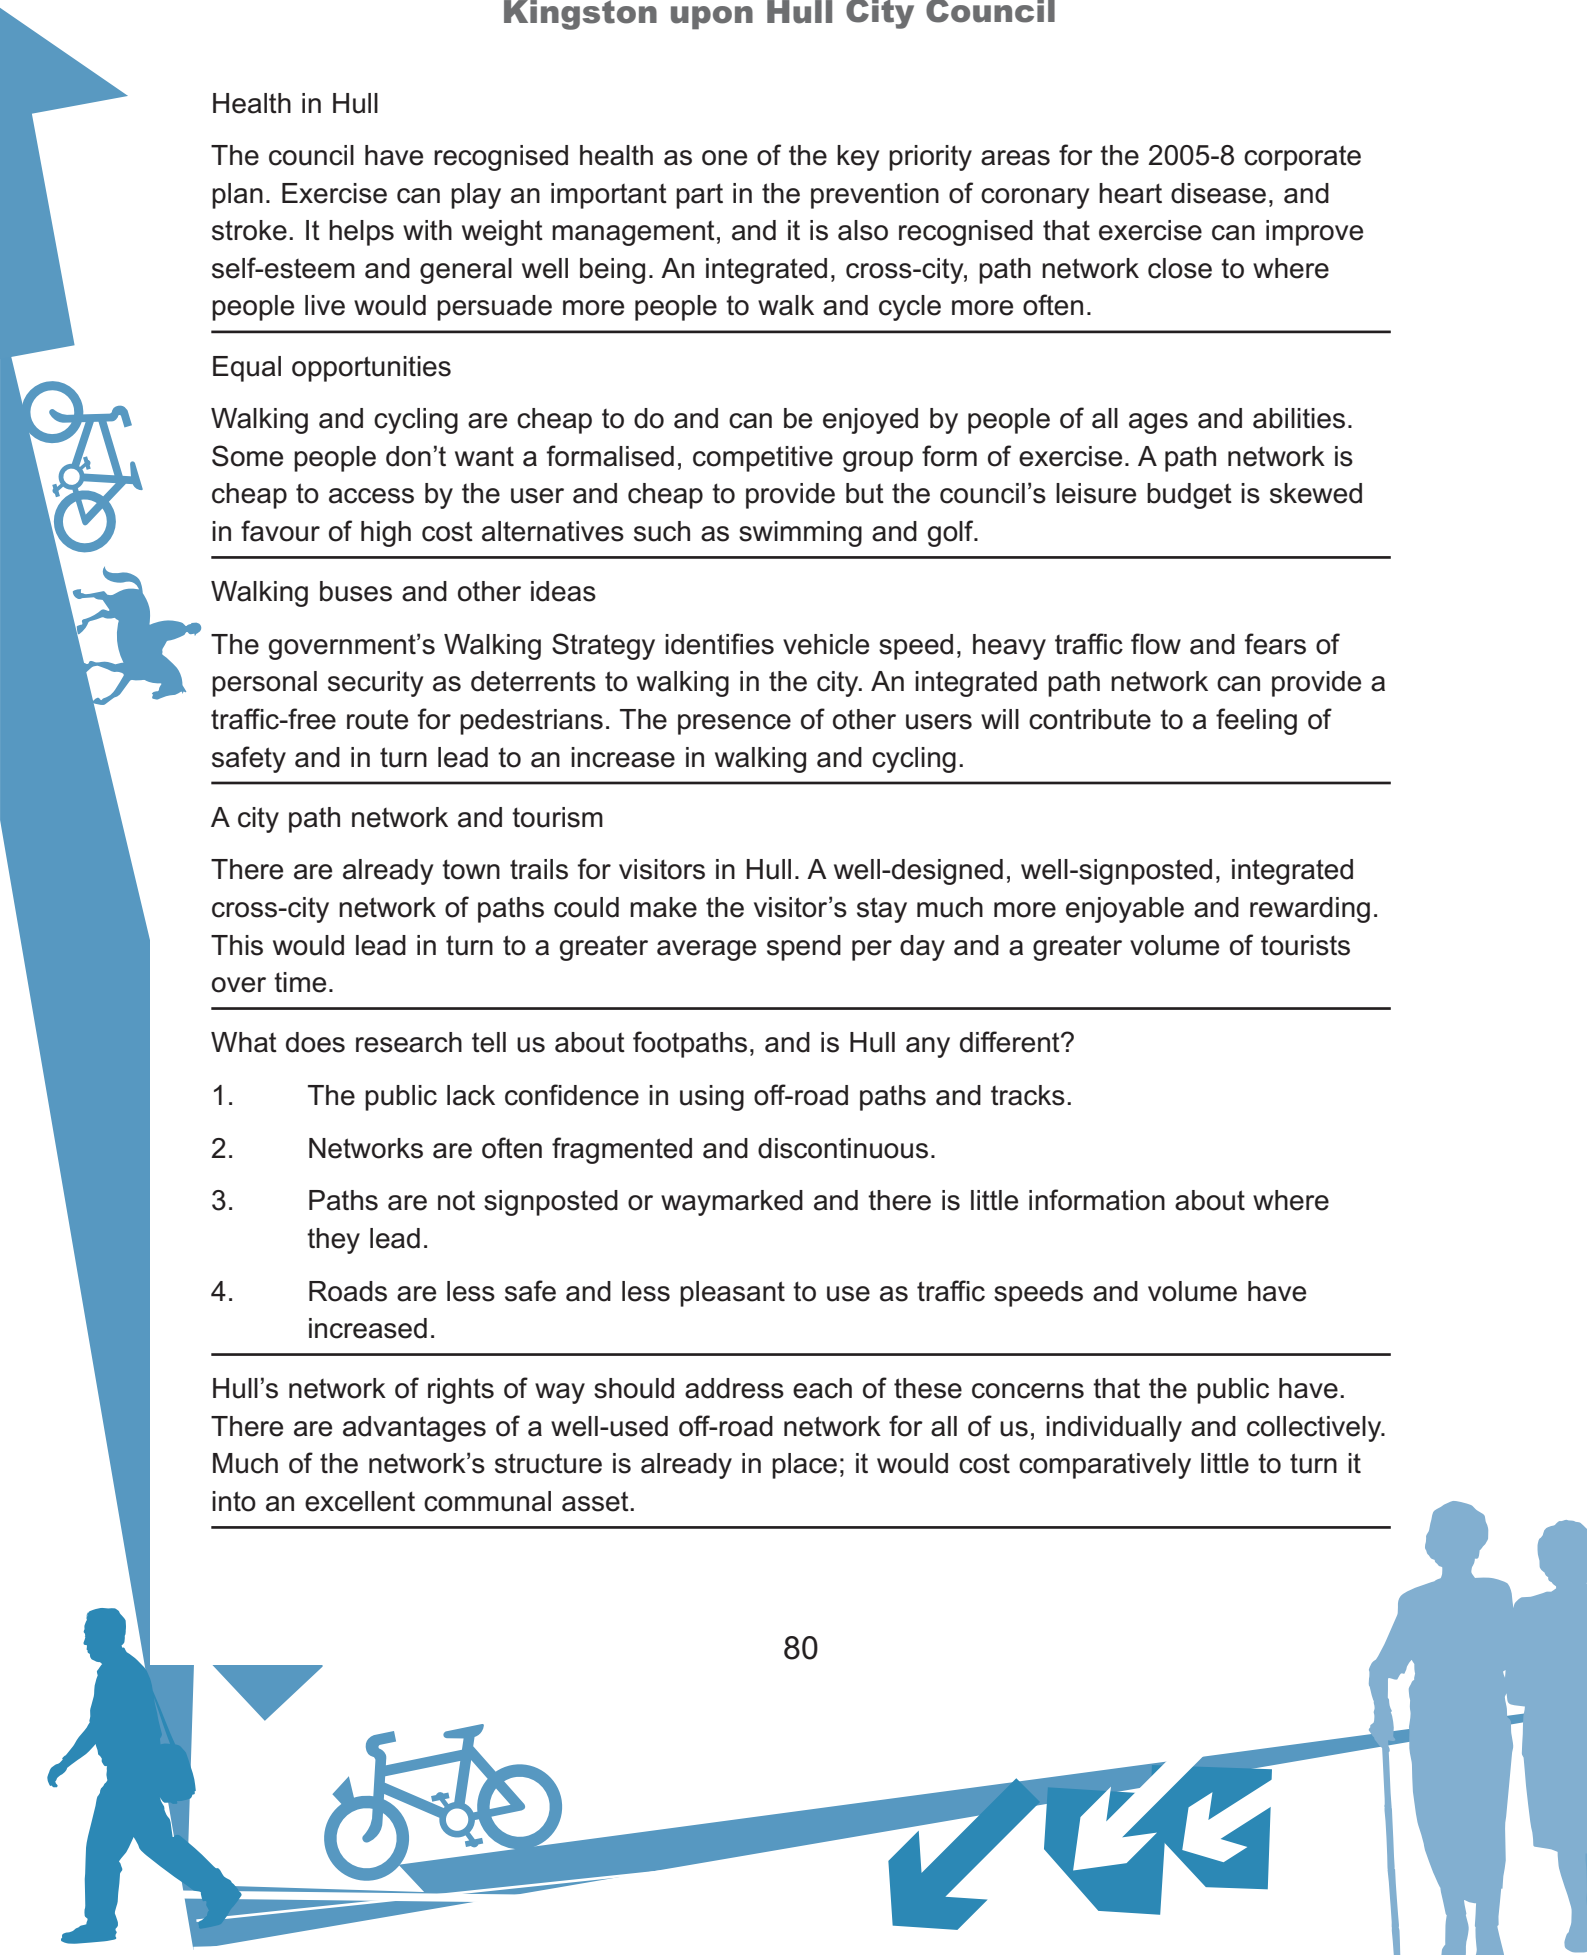 Kingston upon Hull City Council
Health in Hull
The council have recognised health as one of the key priority areas for the 2005-8 corporate
plan. Exercise can play an important part in the prevention of coronary heart disease, and
stroke. It helps with weight management, and it is also recognised that exercise can improve
self-esteem and general well being. An integrated, cross-city, path network close to where
people live would persuade more people to walk and cycle more often.
Equal opportunities
Walking and cycling are cheap to do and can be enjoyed by people of all ages and abilities.
Some people don’t want a formalised, competitive group form of exercise. A path network is
cheap to access by the user and cheap to provide but the council’s leisure budget is skewed
in favour of high cost alternatives such as swimming and golf.
Walking buses and other ideas
The government’s Walking Strategy identifies vehicle speed, heavy traffic flow and fears of
personal security as deterrents to walking in the city. An integrated path network can provide a
traffic-free route for pedestrians. The presence of other users will contribute to a feeling of
safety and in turn lead to an increase in walking and cycling.
A city path network and tourism
There are already town trails for visitors in Hull. A well-designed, well-signposted, integrated
cross-city network of paths could make the visitor’s stay much more enjoyable and rewarding.
This would lead in turn to a greater average spend per day and a greater volume of tourists
over time.
What does research tell us about footpaths, and is Hull any different?
1. The public lack confidence in using off-road paths and tracks.
2. Networks are often fragmented and discontinuous.
3. Paths are not signposted or waymarked and there is little information about where
they lead.
4. Roads are less safe and less pleasant to use as traffic speeds and volume have
increased.
Hull’s network of rights of way should address each of these concerns that the public have.
There are advantages of a well-used off-road network for all of us, individually and collectively.
Much of the network’s structure is already in place; it would cost comparatively little to turn it
into an excellent communal asset.
80